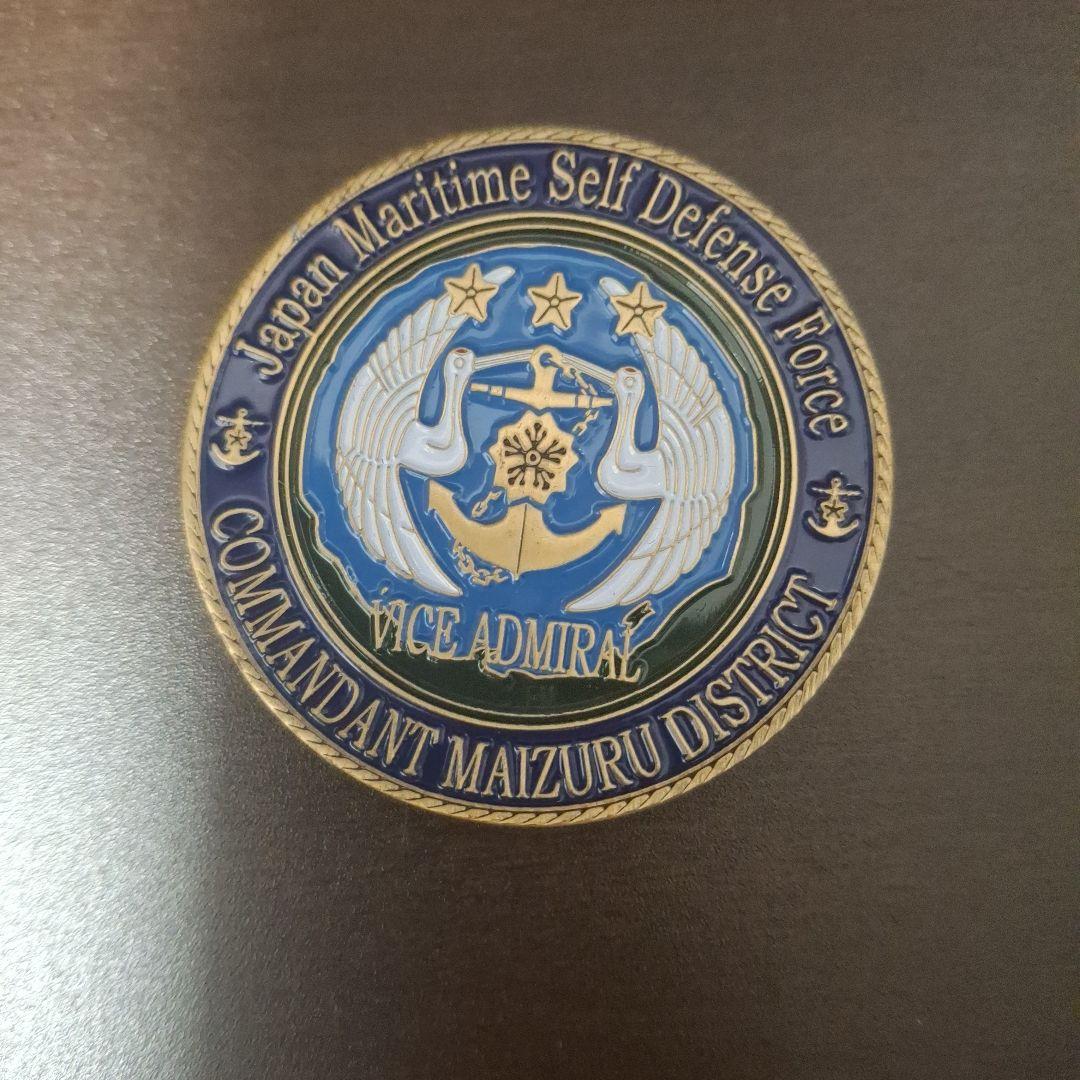 Japan Maritime Self Defense Force
VICE ADMIRAL
COMMANDANT MAIZURU DISTRICT